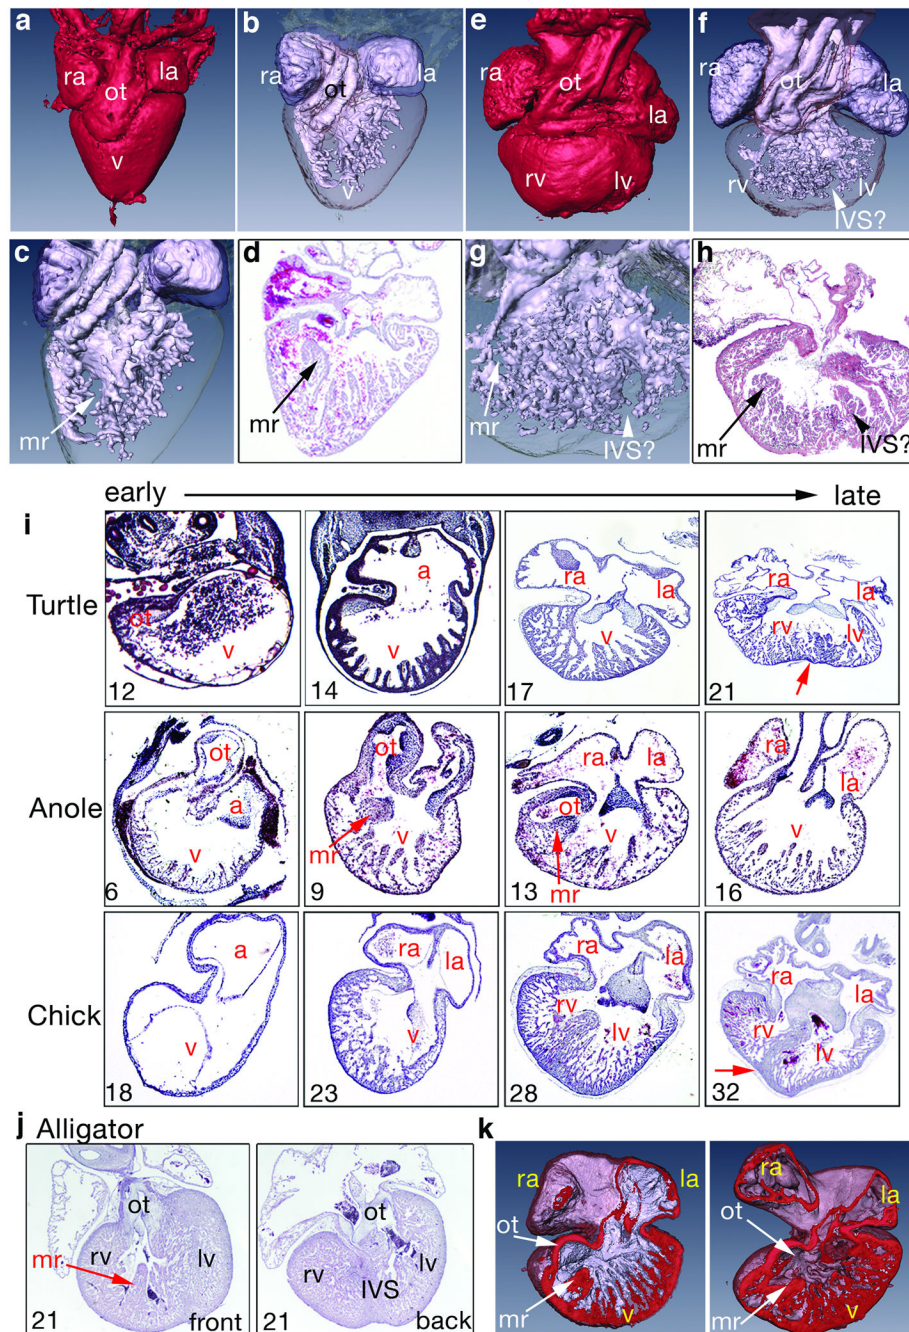 a
ra
la
ot
v
b
ra
la
ot
v
e
ra
ot
la
rv
lv
f
ra
ot
la
rv
lv
IVS?
c
mr
d
mr
g
mr
IVS?
h
mr
IVS?
early
late
i
Turtle
ot
v
12
a
v
14
ra
la
v
17
ra
la
rv
lv
21
Anole
ot
a
v
6
ot
mr
v
9
ra
la
ot
v
mr
13
ra
la
v
16
Chick
a
v
18
ra
la
v
23
ra
la
rv
lv
28
ra
la
rv
lv
32
j Alligator
ot
rv
lv
mr
21
front
ot
rv
lv
IVS
21
back
k
ra
la
ot
mr
v
ra
la
ot
mr
v